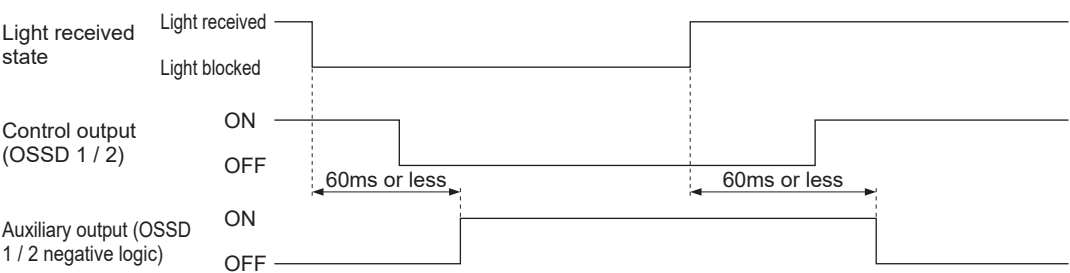 Light received
state
Light received
Light blocked
Control output
(OSSD 1 / 2)
ON
OFF
60ms or less
60ms or less
Auxiliary output (OSSD
1 / 2 negative logic)
ON
OFF